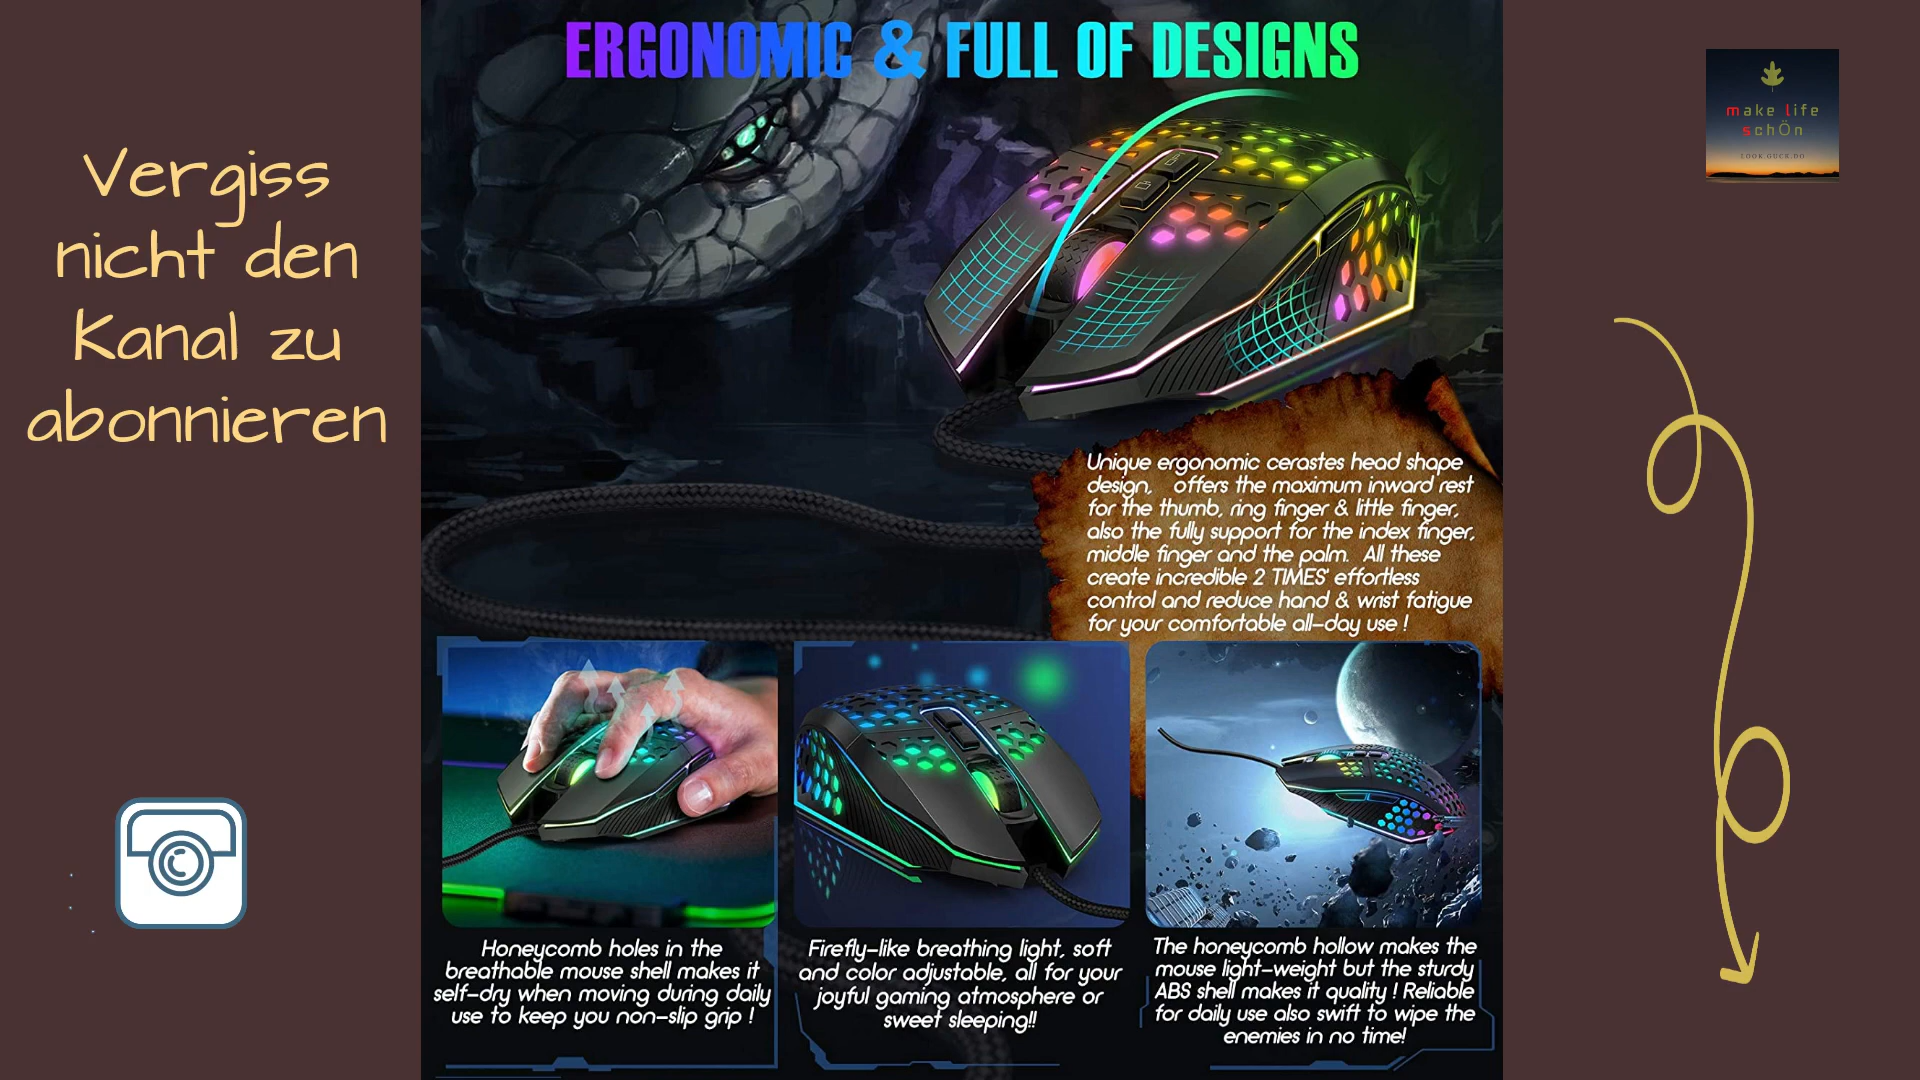 ERGONOMIC & FULL OF DESIGNS
Vergiss
nicht den
Kanal zu
abonnieren
make life
schÖn
LOOK.GUCK.DO
Unique ergonomic cerastes head shape
design, offers the maximum inward rest
for the thumb, ring finger & little finger,
also the fully support for the index finger,
middle finger and the palm. All these
create incredible 2 TIMES' effortless
control and reduce hand & wrist fatigue
for your comfortable all-day use !
Honeycomb holes in the
breathable mouse shell makes it
self-dry when moving during daily
use to keep you non-slip grip !
Firefly-like breathing light, soft
and color adjustable, all for your
joyful gaming atmosphere or
sweet sleeping!!
The honeycomb hollow makes the
mouse light-weight but the sturdy
ABS shell makes it quality ! Reliable
for daily use also swift to wipe the
enemies in no time!